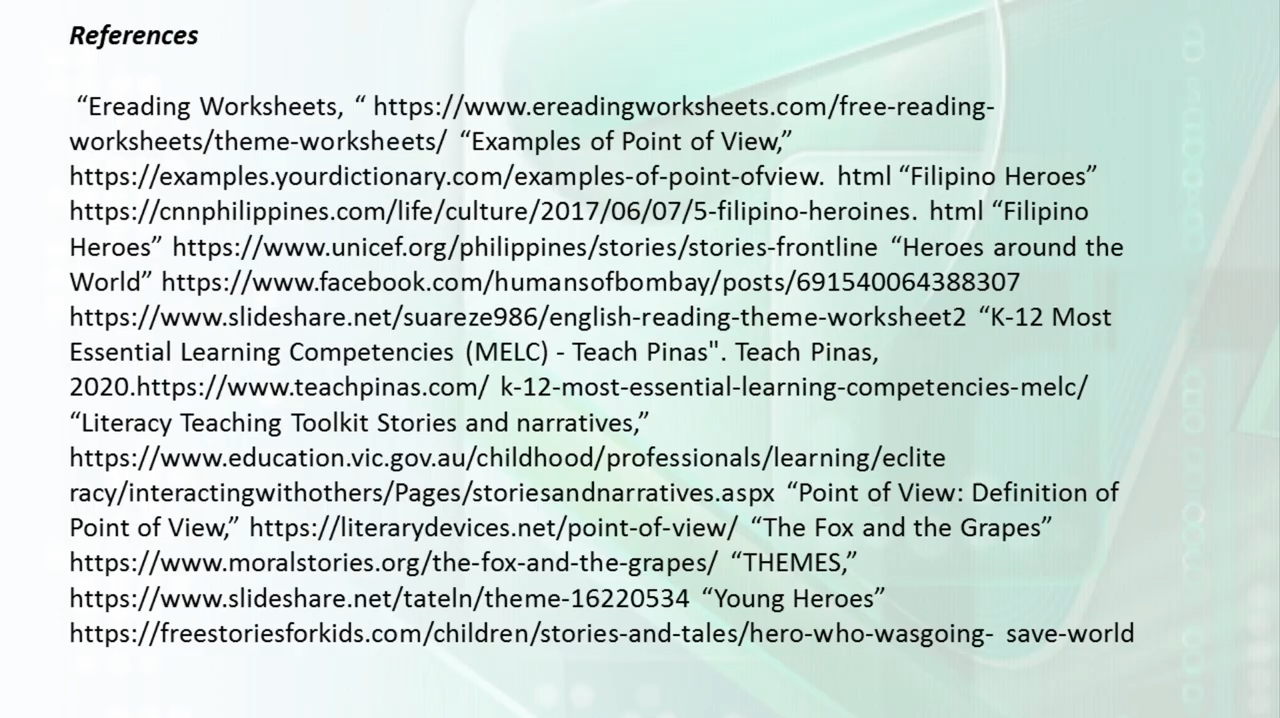 References
“Ereading Worksheets, “ https://www.ereadingworksheets.com/free-reading-
worksheets/theme-worksheets/ “Examples of Point of View,”
https://examples.yourdictionary.com/examples-of-point-ofview. html “Filipino Heroes”
https://cnnphilippines.com/life/culture/2017/06/07/5-filipino-heroines. html “Filipino
Heroes” https://www.unicef.org/philippines/stories/stories-frontline “Heroes around the
World” https://www.facebook.com/humansofbombay/posts/691540064388307
https://www.slideshare.net/suareze986/english-reading-theme-worksheet2 “K-12 Most
Essential Learning Competencies (MELC) - Teach Pinas". Teach Pinas,
2020.https://www.teachpinas.com/ k-12-most-essential-learning-competencies-melc/
“Literacy Teaching Toolkit Stories and narratives,”
https://www.education.vic.gov.au/childhood/professionals/learning/eclite
racy/interactingwithothers/Pages/storiesandnarratives.aspx “Point of View: Definition of
Point of View,” https://literarydevices.net/point-of-view/ “The Fox and the Grapes”
https://www.moralstories.org/the-fox-and-the-grapes/ “THEMES,”
https://www.slideshare.net/tateln/theme-16220534 “Young Heroes”
https://freestoriesforkids.com/children/stories-and-tales/hero-who-wasgoing- save-world